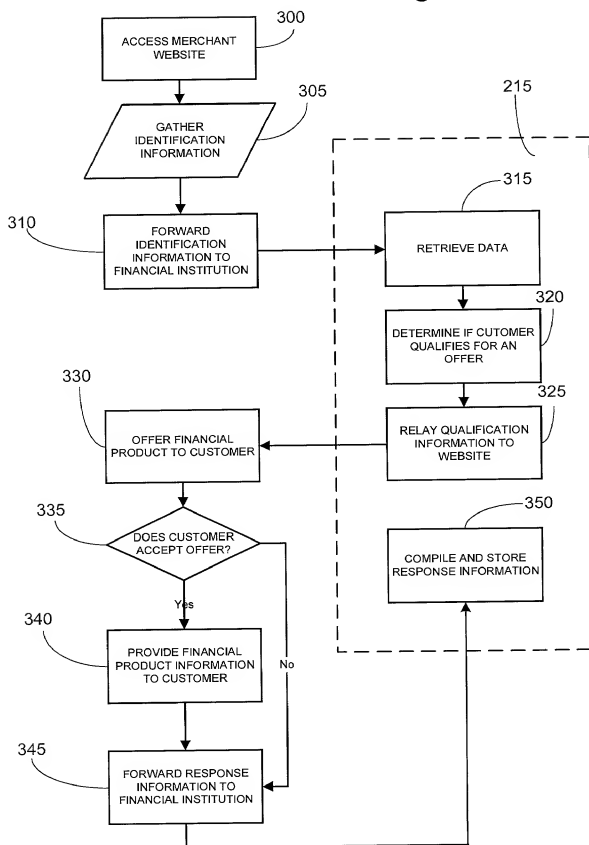 300
ACCESS MERCHANT
WEBSITE
305
GATHER
IDENTIFICATION
INFORMATION
215
310
FORWARD
IDENTIFICATION
INFORMATION TO
FINANCIAL INSTITUTION
315
RETRIEVE DATA
320
DETERMINE IF CUTOMER
QUALIFIES FOR AN
OFFER
325
RELAY QUALIFICATION
INFORMATION TO
WEBSITE
330
OFFER FINANCIAL
PRODUCT TO CUSTOMER
335
DOES CUSTOMER
ACCEPT OFFER?
Yes
No
340
PROVIDE FINANCIAL
PRODUCT INFORMATION
TO CUSTOMER
345
FORWARD RESPONSE
INFORMATION TO
FINANCIAL INSTITUTION
350
COMPILE AND STORE
RESPONSE INFORMATION